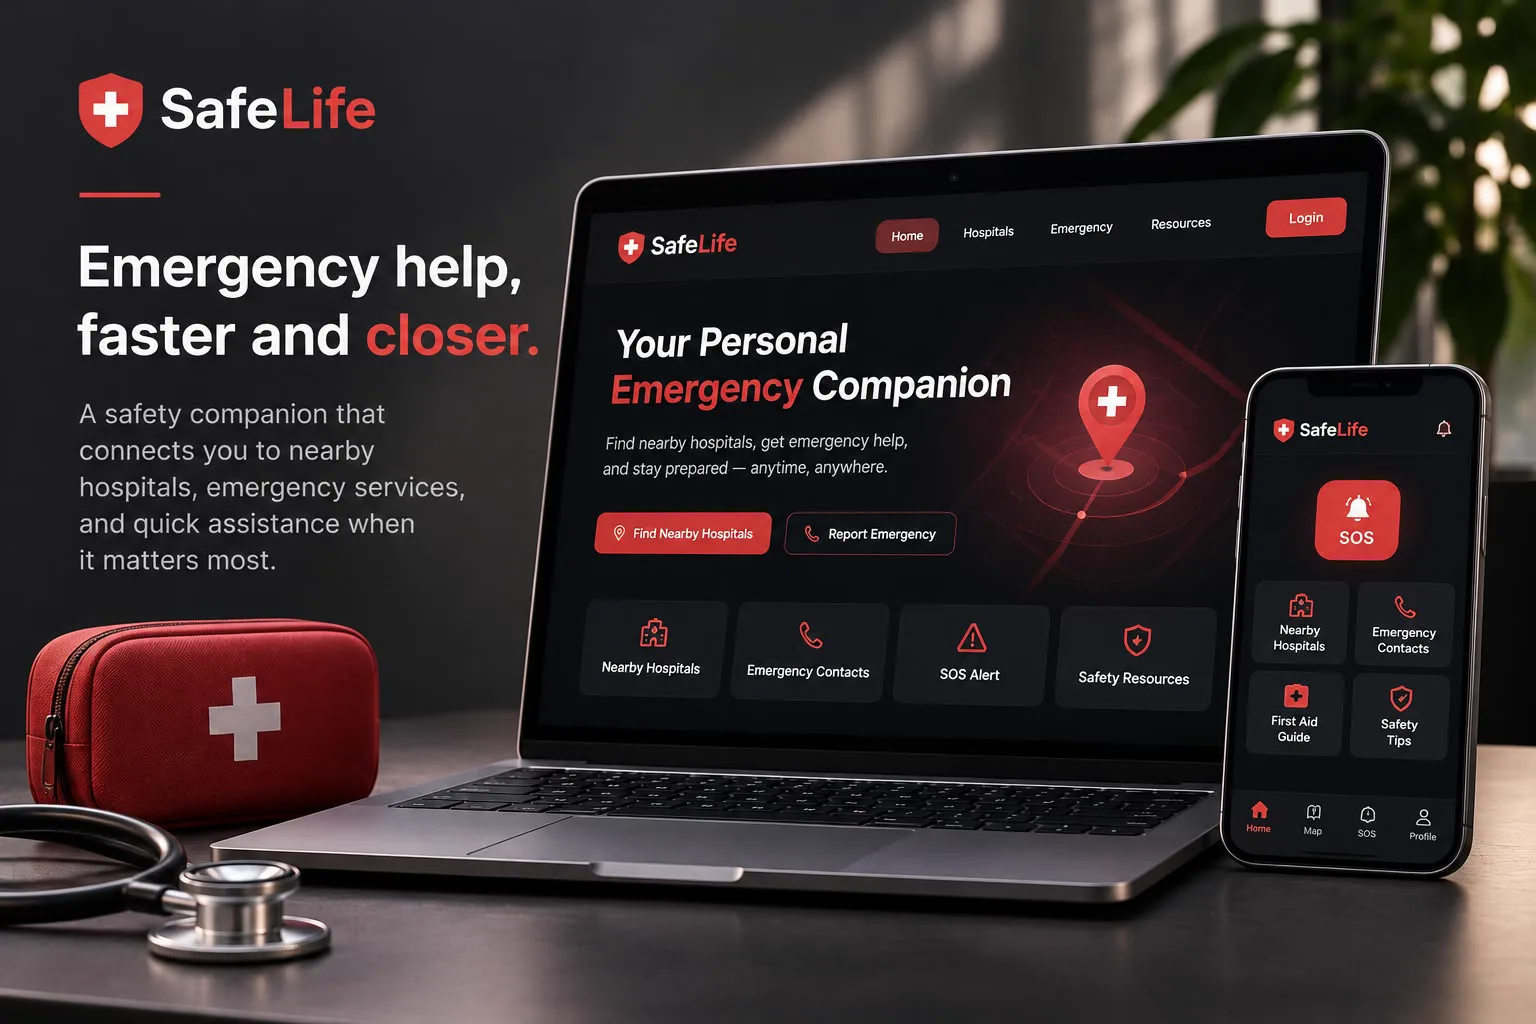 SafeLife
Emergency help,
faster and closer.
A safety companion that
connects you to nearby
hospitals, emergency services,
and quick assistance when
it matters most.
SafeLife
Home
Hospitals
Emergency
Resources
Login
Your Personal
Emergency Companion
Find nearby hospitals, get emergency help,
and stay prepared — anytime, anywhere.
Find Nearby Hospitals
Report Emergency
Nearby Hospitals
Emergency Contacts
SOS Alert
Safety Resources
SafeLife
SOS
Nearby
Hospitals
Emergency
Contacts
First Aid
Guide
Safety
Tips
Home
Map
SOS
Profile